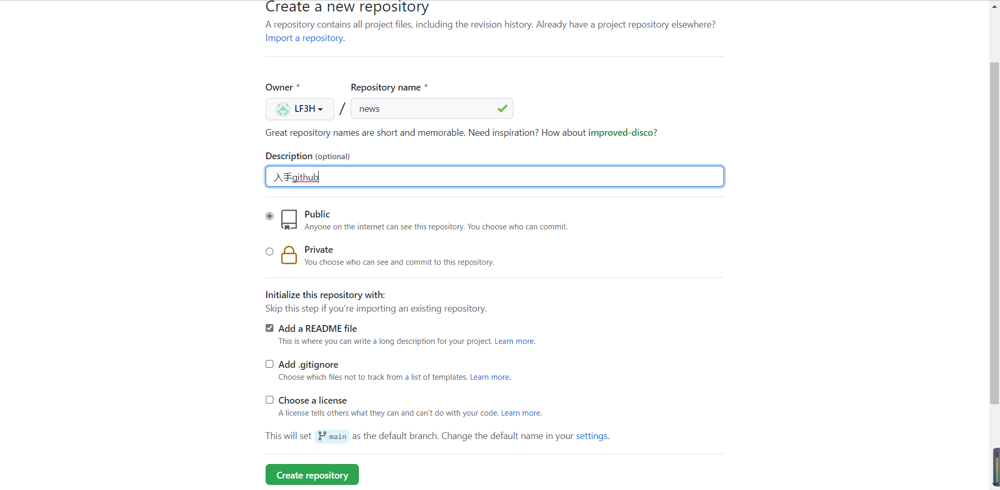 Create a new repository
A repository contains all project files, including the revision history. Already have a project repository elsewhere?
Import a repository.
Owner *
Repository name *
LF3H
/
news
Great repository names are short and memorable. Need inspiration? How about improved-disco?
Description (optional)
入手github
Public
Anyone on the internet can see this repository. You choose who can commit.
Private
You choose who can see and commit to this repository.
Initialize this repository with:
Skip this step if you’re importing an existing repository.
Add a README file
This is where you can write a long description for your project. Learn more.
Add .gitignore
Choose which files not to track from a list of templates. Learn more.
Choose a license
A license tells others what they can and can't do with your code. Learn more.
This will set main as the default branch. Change the default name in your settings.
Create repository